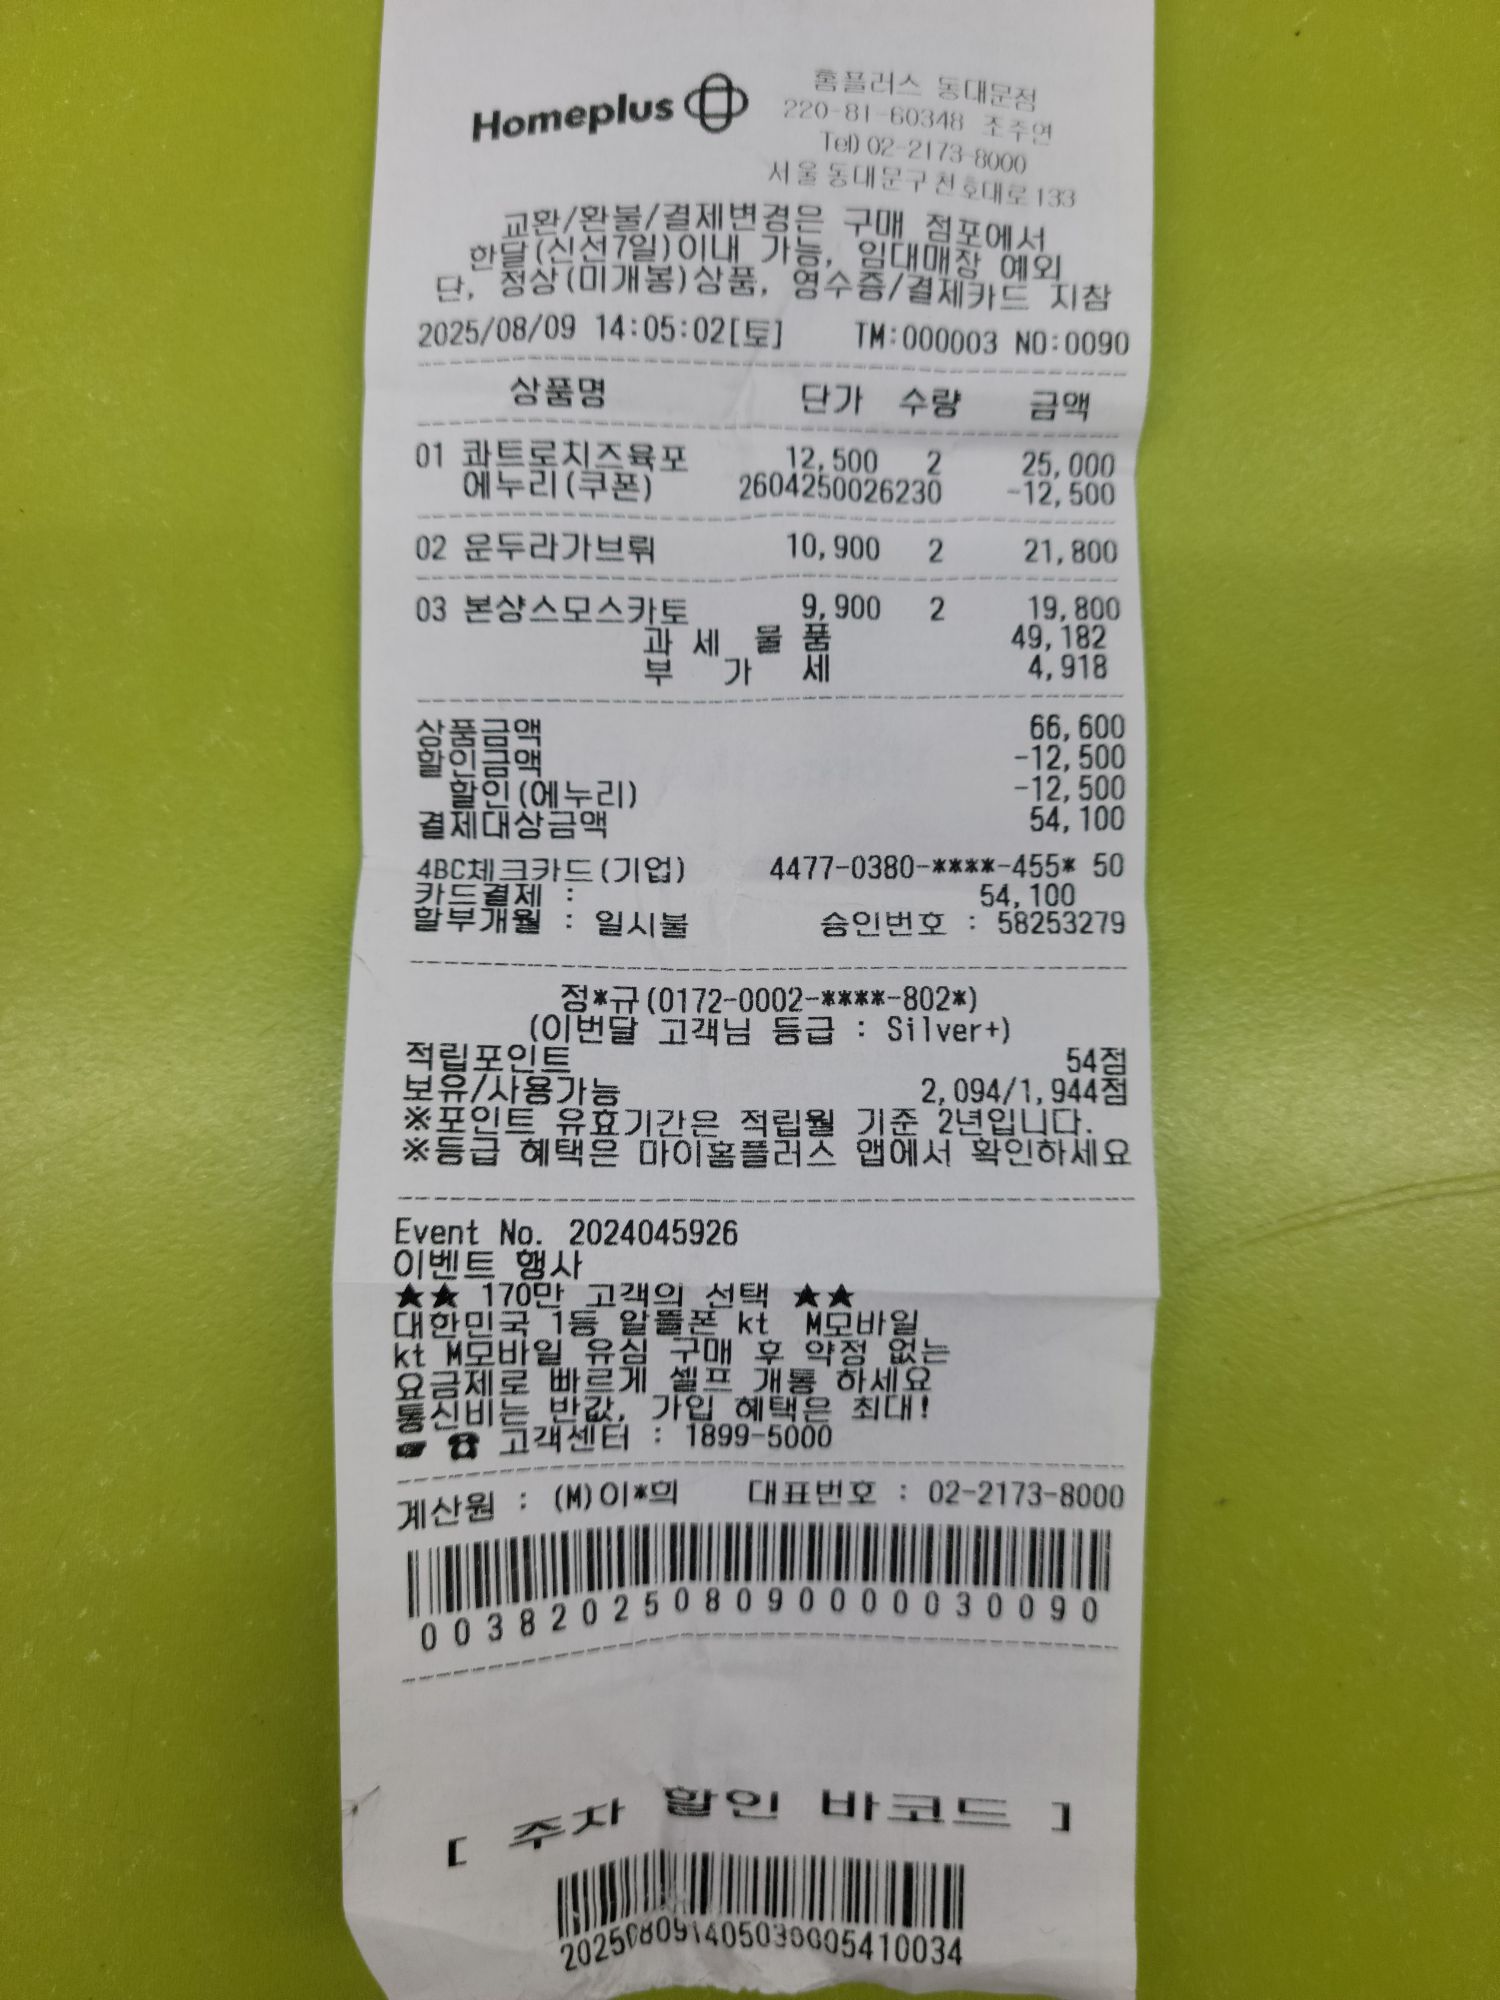 Homeplus
홈플러스 동대문점
220-81-60348 조주연
Tel) 02-2173-8000
서울 동대문구 천호대로 133
교환/환불/결제변경은 구매 점포에서
한달(신선7일)이내 가능, 임대매장 예외
단, 정상(미개봉)상품, 영수증/결제카드 지참
2025/08/09 14:05:02[토] TM:000003 NO:0090
상품명 단가 수량 금액
01 콰트로치즈육포 12,500 2 25,000
에누리(쿠폰) 2604250026230 -12,500
02 운두라가브뤼 10,900 2 21,800
03 본샹스모스카토 9,900 2 19,800
과 세 물 품 49,182
부 가 세 4,918
상품금액 66,600
할인금액 -12,500
할인(에누리) -12,500
결제대상금액 54,100
4BC체크카드(기업) 4477-0380-****-455* 50
카드결제 : 54,100
할부개월 : 일시불 승인번호 : 58253279
정*규(0172-0002-****-802*)
(이번달 고객님 등급 : Silver+)
적립포인트 54점
보유/사용가능 2,094/1,944점
※포인트 유효기간은 적립월 기준 2년입니다.
※등급 혜택은 마이홈플러스 앱에서 확인하세요
Event No. 2024045926
이벤트 행사
★★ 170만 고객의 선택 ★★
대한민국 1등 알뜰폰 kt M모바일
kt M모바일 유심 구매 후 약정 없는
요금제로 빠르게 셀프 개통 하세요
통신비는 반값, 가입 혜택은 최대!
☛ ☎ 고객센터 : 1899-5000
계산원 : (M)이*희 대표번호 : 02-2173-8000
0038202508090000030090
[ 주차 할인 바코드 ]
202508091405030005410034